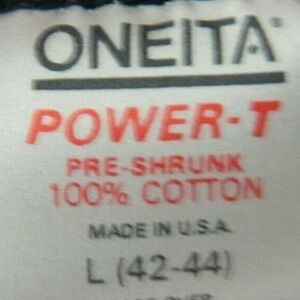 ONEITA®
POWER-T
PRE-SHRUNK
100% COTTON
MADE IN U.S.A.
L (42-44)